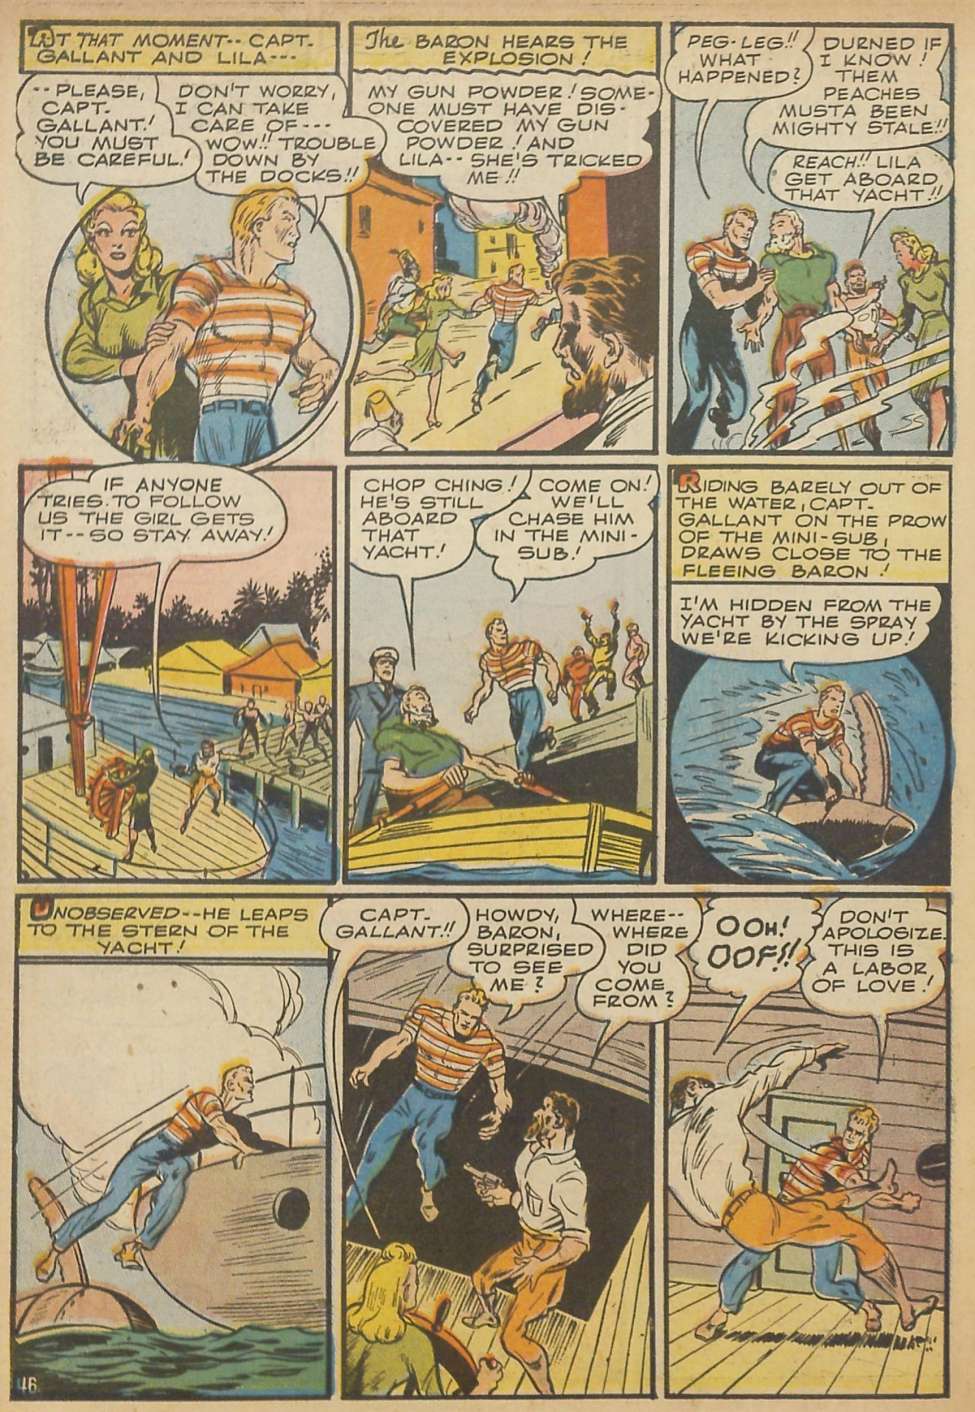 AT THAT MOMENT-- CAPT.
GALLANT AND LILA---
-- PLEASE,
CAPT.
GALLANT!
YOU MUST
BE CAREFUL!
DON'T WORRY,
I CAN TAKE
CARE OF---
WOW!! TROUBLE
DOWN BY
THE DOCKS!!
The BARON HEARS THE
EXPLOSION!
MY GUN POWDER! SOME-
ONE MUST HAVE DIS-
COVERED MY GUN
POWDER! AND
LILA-- SHE'S TRICKED
ME!!
PEG-LEG!!
WHAT
HAPPENED?
DURNED IF
I KNOW!
THEM
PEACHES
MUSTA BEEN
MIGHTY STALE!!
REACH!! LILA
GET ABOARD
THAT YACHT!!
IF ANYONE
TRIES TO FOLLOW
US THE GIRL GETS
IT--SO STAY AWAY!
CHOP CHING!
HE'S STILL
ABOARD
THAT
YACHT!
COME ON!
WE'LL
CHASE HIM
IN THE MINI-
SUB!
RIDING BARELY OUT OF
THE WATER, CAPT.
GALLANT ON THE PROW
OF THE MINI-SUB,
DRAWS CLOSE TO THE
FLEEING BARON!
I'M HIDDEN FROM THE
YACHT BY THE SPRAY
WE'RE KICKING UP!
UNOBSERVED--HE LEAPS
TO THE STERN OF THE
YACHT!
CAPT.
GALLANT!!
HOWDY,
BARON,
SURPRISED
TO SEE
ME?
WHERE--
WHERE
DID
YOU
COME
FROM?
OOH!
OOF!!
DON'T
APOLOGIZE.
THIS IS
A LABOR
OF LOVE!
46